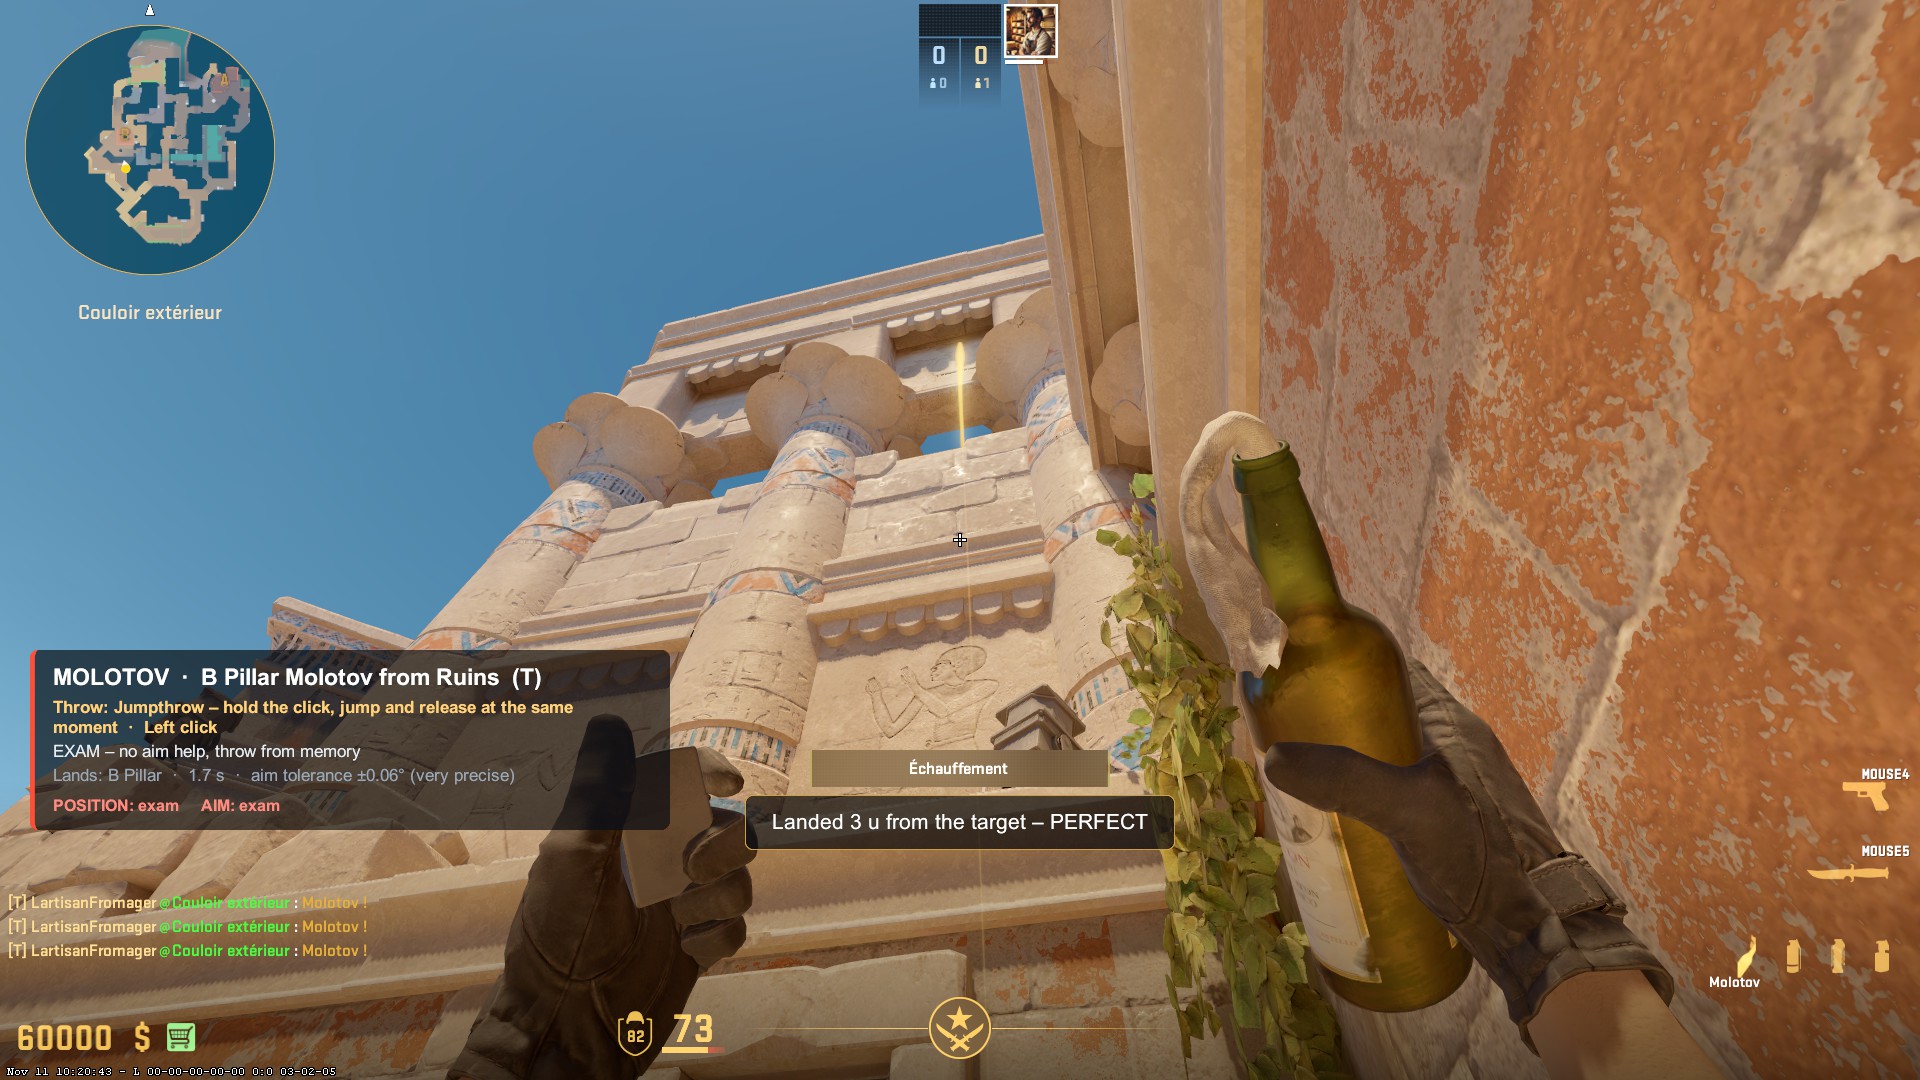 0 0
0 1
Couloir extérieur
MOLOTOV · B Pillar Molotov from Ruins (T)
Throw: Jumpthrow – hold the click, jump and release at the same
moment · Left click
EXAM – no aim help, throw from memory
Lands: B Pillar · 1.7 s · aim tolerance ±0.06° (very precise)
POSITION: exam AIM: exam
Échauffement
Landed 3 u from the target – PERFECT
MOUSE4
MOUSE5
[T] LartisanFromager@Couloir extérieur : Molotov !
[T] LartisanFromager@Couloir extérieur : Molotov !
[T] LartisanFromager@Couloir extérieur : Molotov !
Molotov
60000 $
82 73
Nov 11 10:20:43 - L 00-00-00-00-00 0:0 03-02-05